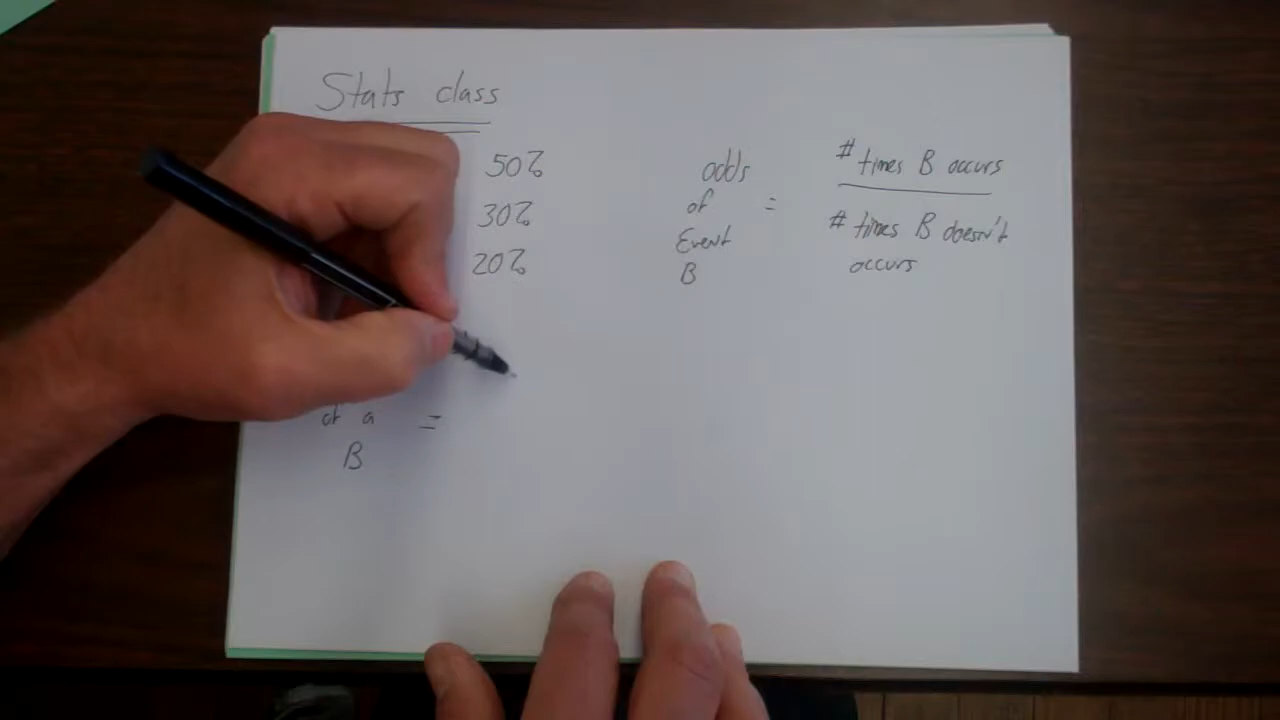 Stats class
50%
30%
20%
of a =
B
odds
of
Event
B
=
# times B occurs
# times B doesn't
occurs